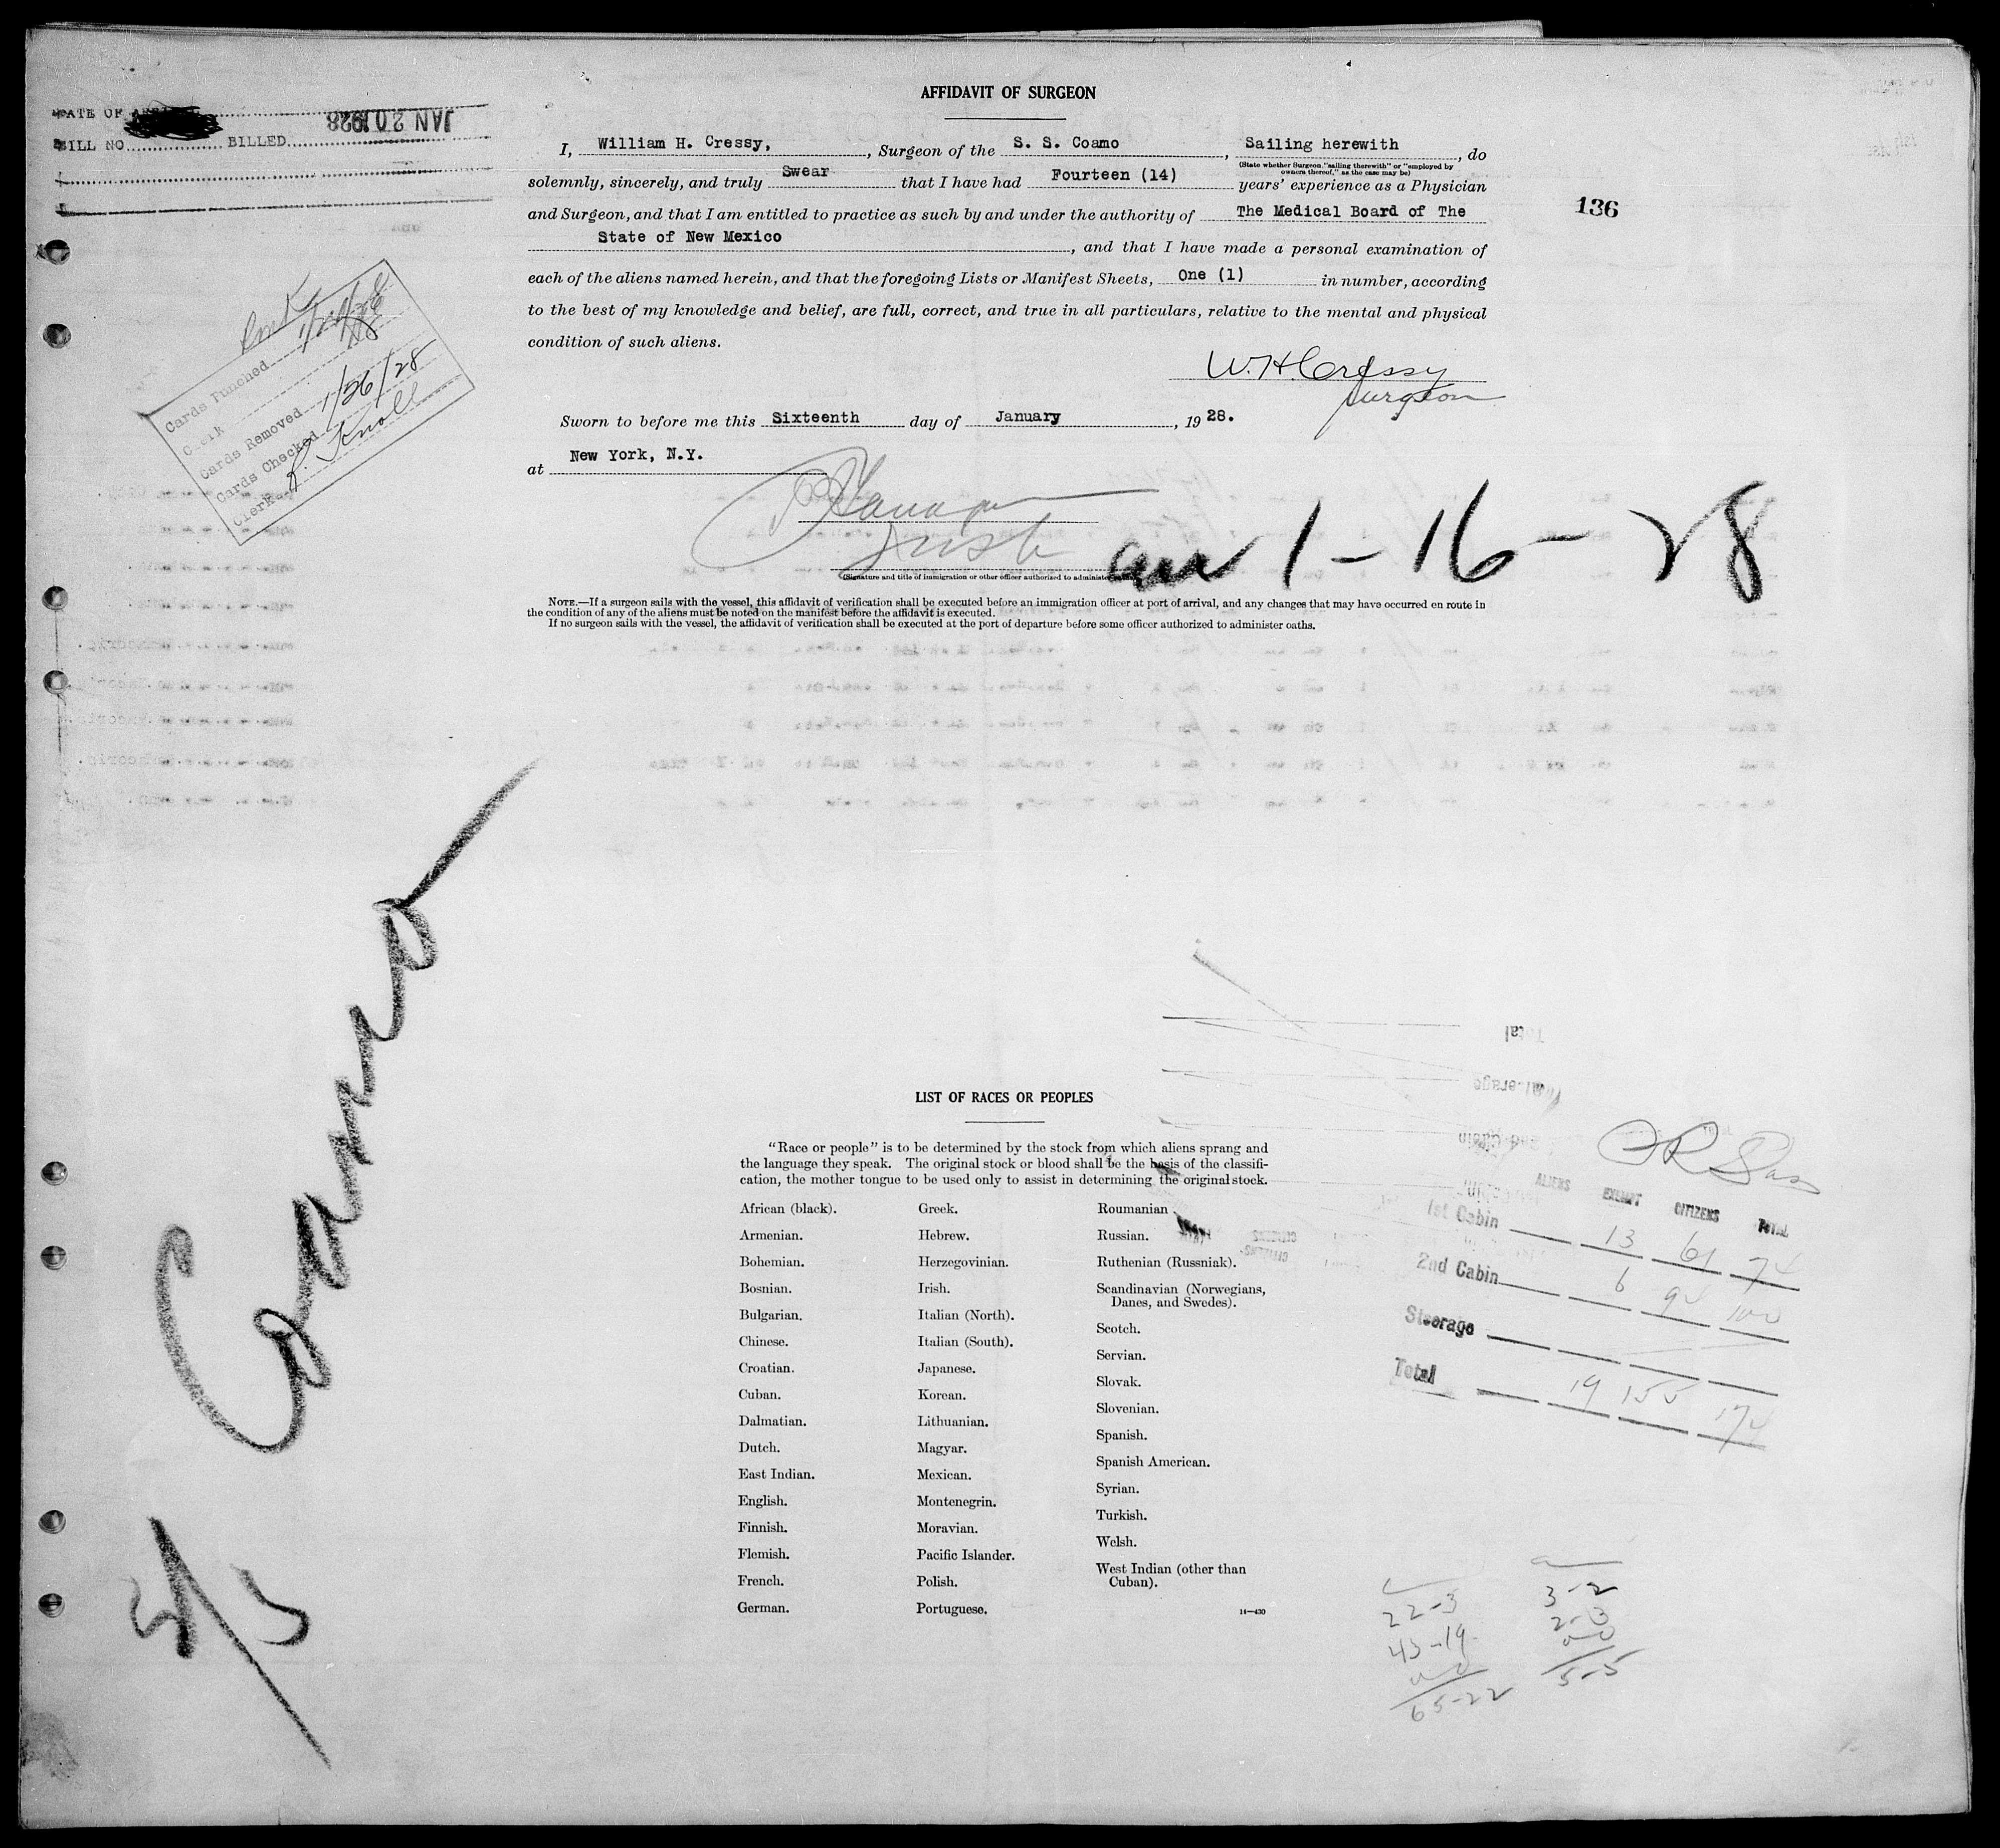 AFFIDAVIT OF SURGEON
DATE OF
JAN 20 1928
BILL NO. BILLED
I, William H. Cressy, , Surgeon of the S. S. Coamo , Sailing herewith , do
(State whether Surgeon "sailing therewith" or "employed by
owners thereof," as the case may be)
solemnly, sincerely, and truly Swear that I have had Fourteen (14) years' experience as a Physician
and Surgeon, and that I am entitled to practice as such by and under the authority of The Medical Board of The
State of New Mexico , and that I have made a personal examination of
each of the aliens named herein, and that the foregoing Lists or Manifest Sheets, One (1) in number, according
to the best of my knowledge and belief, are full, correct, and true in all particulars, relative to the mental and physical
condition of such aliens.
136
W. H. Cressy
Surgeon
Sworn to before me this Sixteenth day of January , 19 28.
at New York, N.Y.
1-16-28
(Signature and title of immigration or other officer authorized to administer
NOTE.—If a surgeon sails with the vessel, this affidavit of verification shall be executed before an immigration officer at port of arrival, and any changes that may have occurred en route in
the condition of any of the aliens must be noted on the manifest before the affidavit is executed.
If no surgeon sails with the vessel, the affidavit of verification shall be executed at the port of departure before some officer authorized to administer oaths.
Cards Punched
Clerk
Cards Removed
Cards Checked 1/26/28
Clerk R. Knoll
Coamo
LIST OF RACES OR PEOPLES
"Race or people" is to be determined by the stock from which aliens sprang and
the language they speak. The original stock or blood shall be the basis of the classifi-
cation, the mother tongue to be used only to assist in determining the original stock.
African (black).
Armenian.
Bohemian.
Bosnian.
Bulgarian.
Chinese.
Croatian.
Cuban.
Dalmatian.
Dutch.
East Indian.
English.
Finnish.
Flemish.
French.
German.
Greek.
Hebrew.
Herzegovinian.
Irish.
Italian (North).
Italian (South).
Japanese.
Korean.
Lithuanian.
Magyar.
Mexican.
Montenegrin.
Moravian.
Pacific Islander.
Polish.
Portuguese.
Roumanian
Russian.
Ruthenian (Russniak).
Scandinavian (Norwegians,
Danes, and Swedes).
Scotch.
Servian.
Slovak.
Slovenian.
Spanish.
Spanish American.
Syrian.
Turkish.
Welsh.
West Indian (other than
Cuban).
14—430
ALIENS EXEMPT CITIZENS TOTAL
1st Cabin 13 61 74
2nd Cabin 6 94 100
Steerage
Total 19 155 174
22-3
43-19
65-22
3-2
2-3
5-5